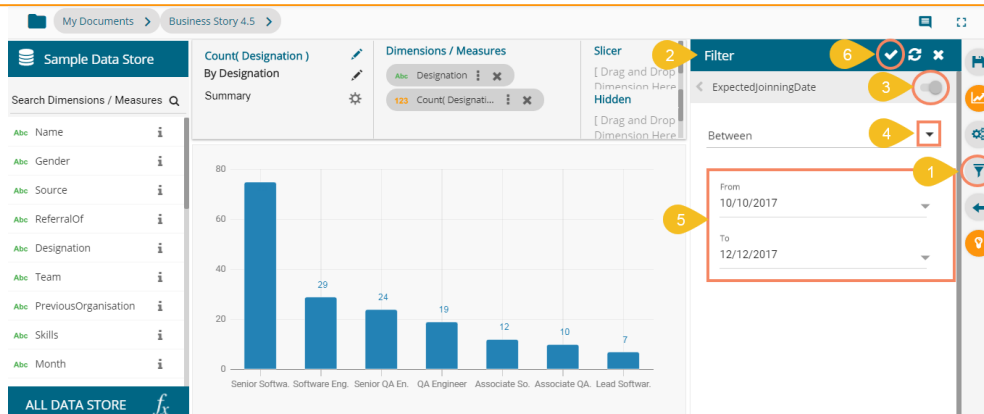 My Documents
Business Story 4.5
Sample Data Store
Search Dimensions / Measures
Abc Name i
Abc Gender i
Abc Source i
Abc ReferralOf i
Abc Designation i
Abc Team i
Abc PreviousOrganisation i
Abc Skills i
Abc Month i
ALL DATA STORE fx
Count( Designation )
By Designation
Summary
Dimensions / Measures
Abc Designation
123 Count( Designati...
Slicer
[ Drag and Drop
Dimension Here
Hidden
[ Drag and Drop
Dimension Here
80
60
40
20
0
29
24
19
12
10
7
Senior Softwa. Software Eng. Senior QA En. QA Engineer Associate So. Associate QA. Lead Softwar.
2
Filter
6
ExpectedJoinningDate
3
Between
4
1
5
From
10/10/2017
To
12/12/2017